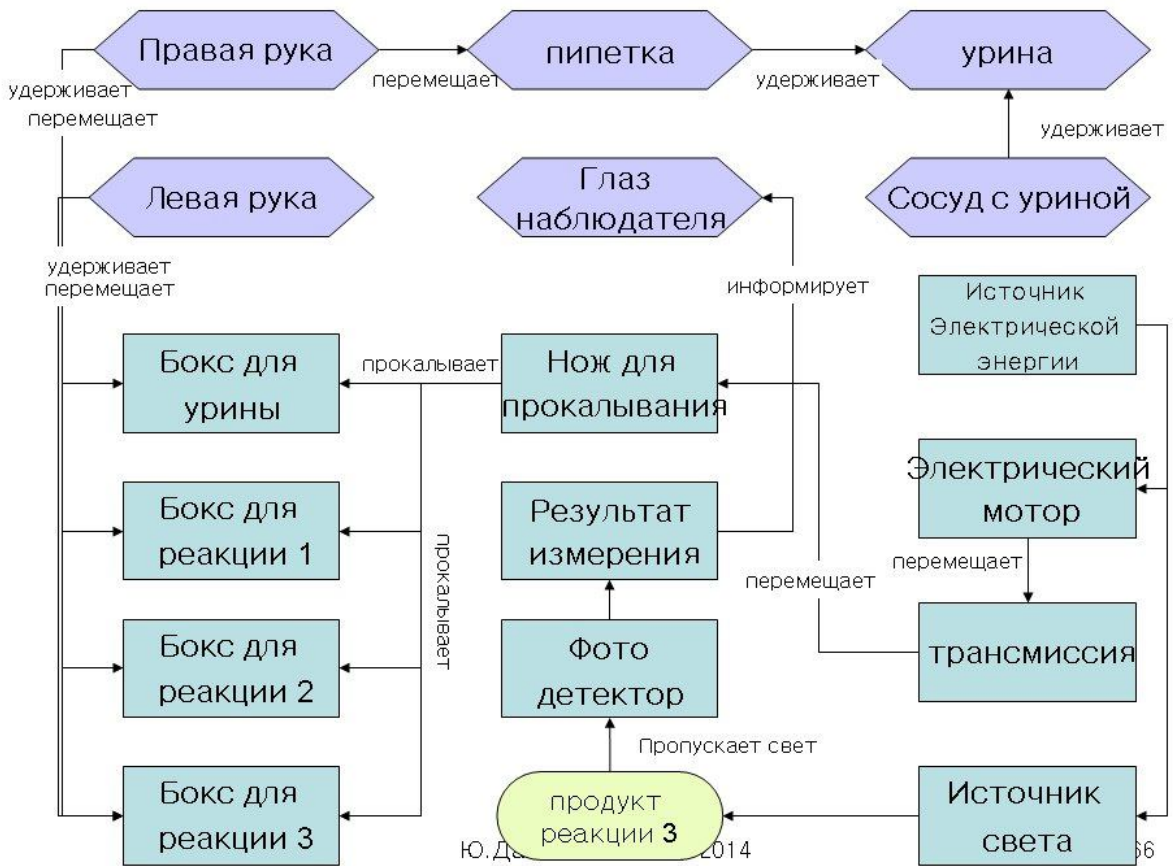 Правая рука
перемещает
пипетка
удерживает
урина
удерживает
перемещает
удерживает
Левая рука
Глаз
наблюдателя
Сосуд с уриной
удерживает
перемещает
информирует
Источник
Электрической
энергии
Бокс для
урины
прокалывает
Нож для
прокалывания
Электрический
мотор
Бокс для
реакции 1
прокалывает
Результат
измерения
перемещает
перемещает
Бокс для
реакции 2
Фото
детектор
трансмиссия
Пропускает свет
Бокс для
реакции 3
продукт
реакции 3
Источник
света
2014
66